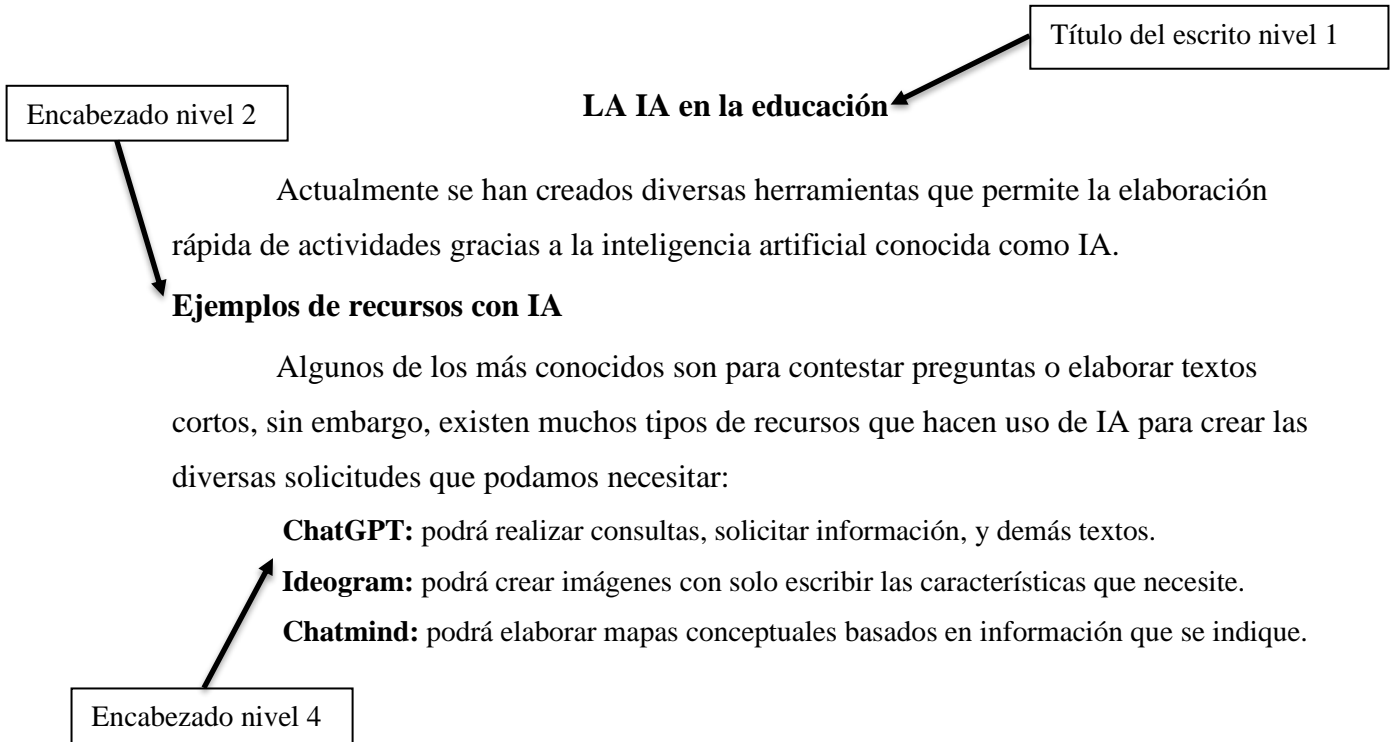 Título del escrito nivel 1
LA IA en la educación
Encabezado nivel 2
Actualmente se han creados diversas herramientas que permite la elaboración
rápida de actividades gracias a la inteligencia artificial conocida como IA.
Ejemplos de recursos con IA
Algunos de los más conocidos son para contestar preguntas o elaborar textos
cortos, sin embargo, existen muchos tipos de recursos que hacen uso de IA para crear las
diversas solicitudes que podamos necesitar:
ChatGPT: podrá realizar consultas, solicitar información, y demás textos.
Ideogram: podrá crear imágenes con solo escribir las características que necesite.
Chatmind: podrá elaborar mapas conceptuales basados en información que se indique.
Encabezado nivel 4